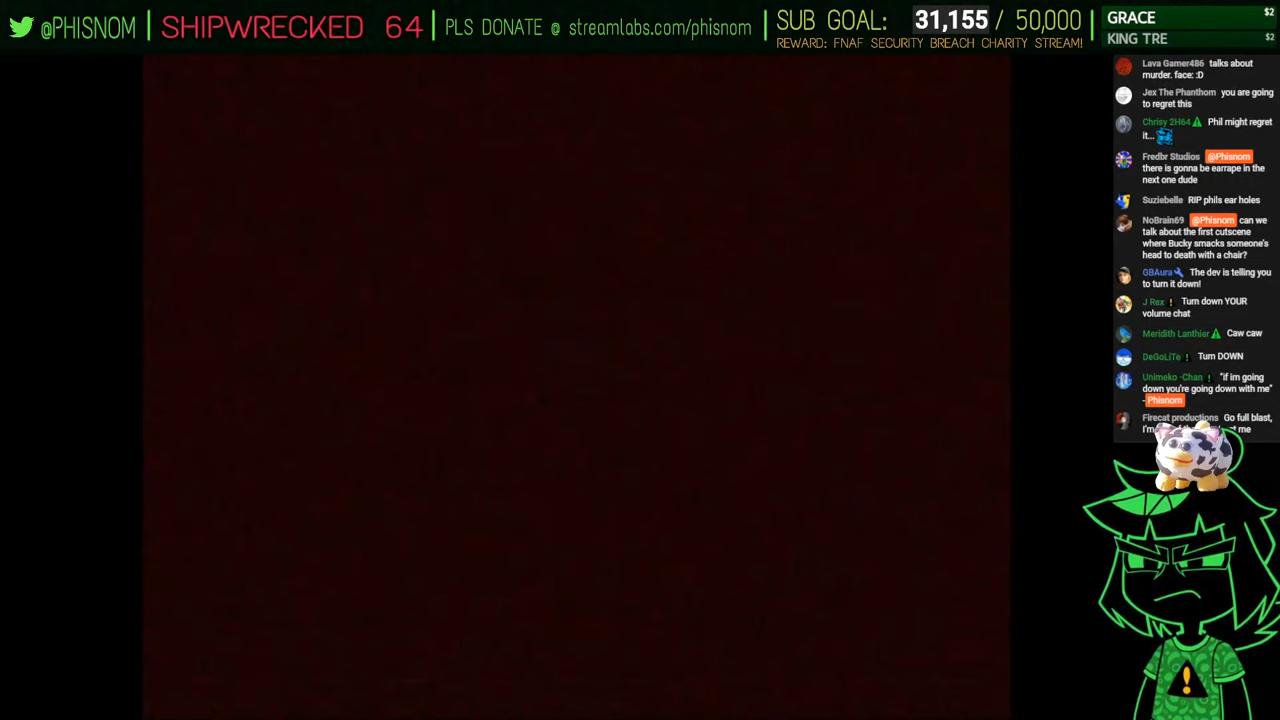 @PHISNOM | SHIPWRECKED 64 | PLS DONATE @ streamlabs.com/phisnom | SUB GOAL: 31,155 / 50,000
REWARD: FNAF SECURITY BREACH CHARITY STREAM!
GRACE $2
KING TRE $2
Lava Gamer486 talks about
murder. face: :D
Jex The Phanthom you are going
to regret this
Chrisy 2H64 Phil might regret
it...
Fredbr Studios @Phisnom
there is gonna be earrape in the
next one dude
Suziebelle RIP phils ear holes
NoBrain69 @Phisnom can we
talk about the first cutscene
where Bucky smacks someone's
head to death with a chair?
GBAura The dev is telling you
to turn it down!
J Rex Turn down YOUR
volume chat
Meridith Lanthier Caw caw
DeGoLiTe Turn DOWN
Unimeko -Chan "if im going
down you're going down with me"
-Phisnom
Firecat productions Go full blast,